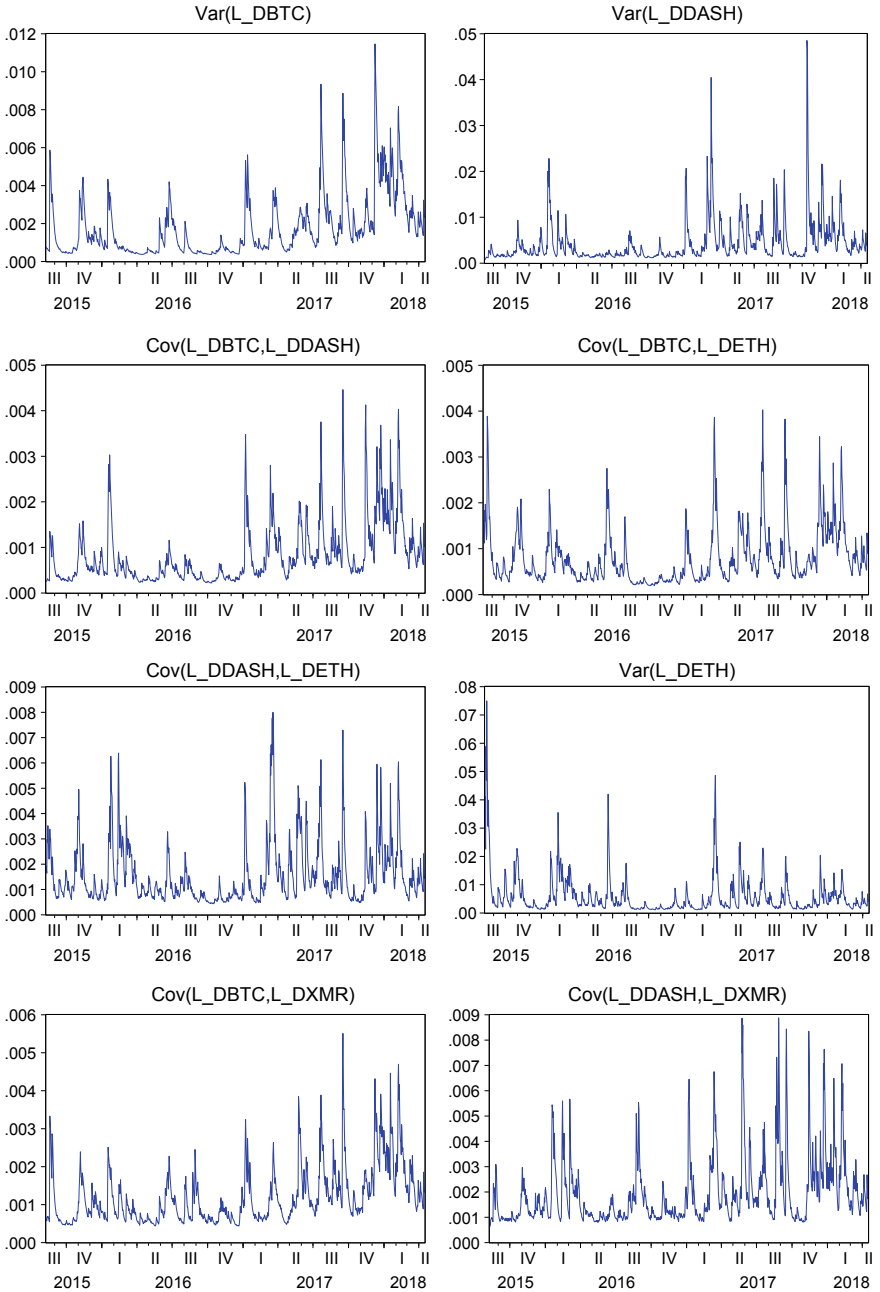 Var(L_DBTC)
.012
.010
.008
.006
.004
.002
.000
III IV I II III IV I II III IV I II
2015 2016 2017 2018
Var(L_DDASH)
.05
.04
.03
.02
.01
.00
III IV I II III IV I II III IV I II
2015 2016 2017 2018
Cov(L_DBTC,L_DDASH)
.005
.004
.003
.002
.001
.000
III IV I II III IV I II III IV I II
2015 2016 2017 2018
Cov(L_DBTC,L_DETH)
.005
.004
.003
.002
.001
.000
III IV I II III IV I II III IV I II
2015 2016 2017 2018
Cov(L_DDASH,L_DETH)
.009
.008
.007
.006
.005
.004
.003
.002
.001
.000
III IV I II III IV I II III IV I II
2015 2016 2017 2018
Var(L_DETH)
.08
.07
.06
.05
.04
.03
.02
.01
.00
III IV I II III IV I II III IV I II
2015 2016 2017 2018
Cov(L_DBTC,L_DXMR)
.006
.005
.004
.003
.002
.001
.000
III IV I II III IV I II III IV I II
2015 2016 2017 2018
Cov(L_DDASH,L_DXMR)
.009
.008
.007
.006
.005
.004
.003
.002
.001
.000
III IV I II III IV I II III IV I II
2015 2016 2017 2018